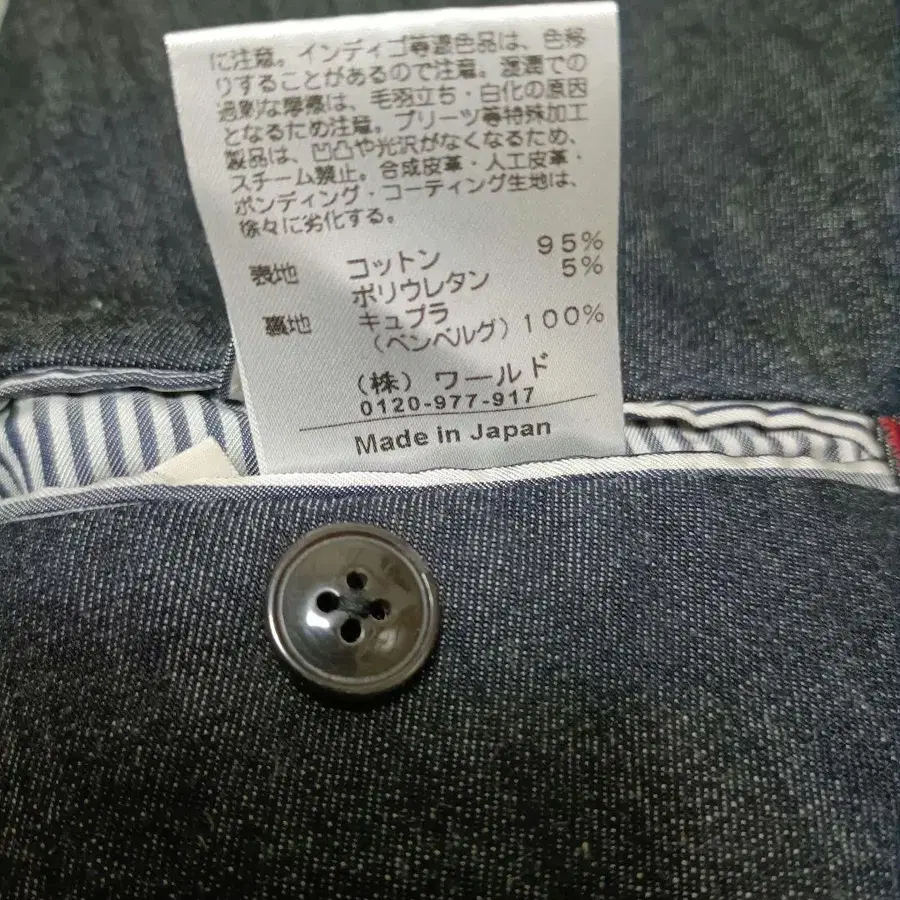 に注意。インディゴ等濃色品は、色移
りすることがあるので注意。湿潤での
過剰な摩擦は、毛羽立ち・白化の原因
となるため注意。プリーツ等特殊加工
製品は、凹凸や光沢がなくなるため、
スチーム禁止。合成皮革・人工皮革・
ボンディング・コーティング生地は、
徐々に劣化する。
表地 コットン 95%
ポリウレタン 5%
裏地 キュプラ
(ベンベルグ) 100%
(株) ワールド
0120-977-917
Made in Japan